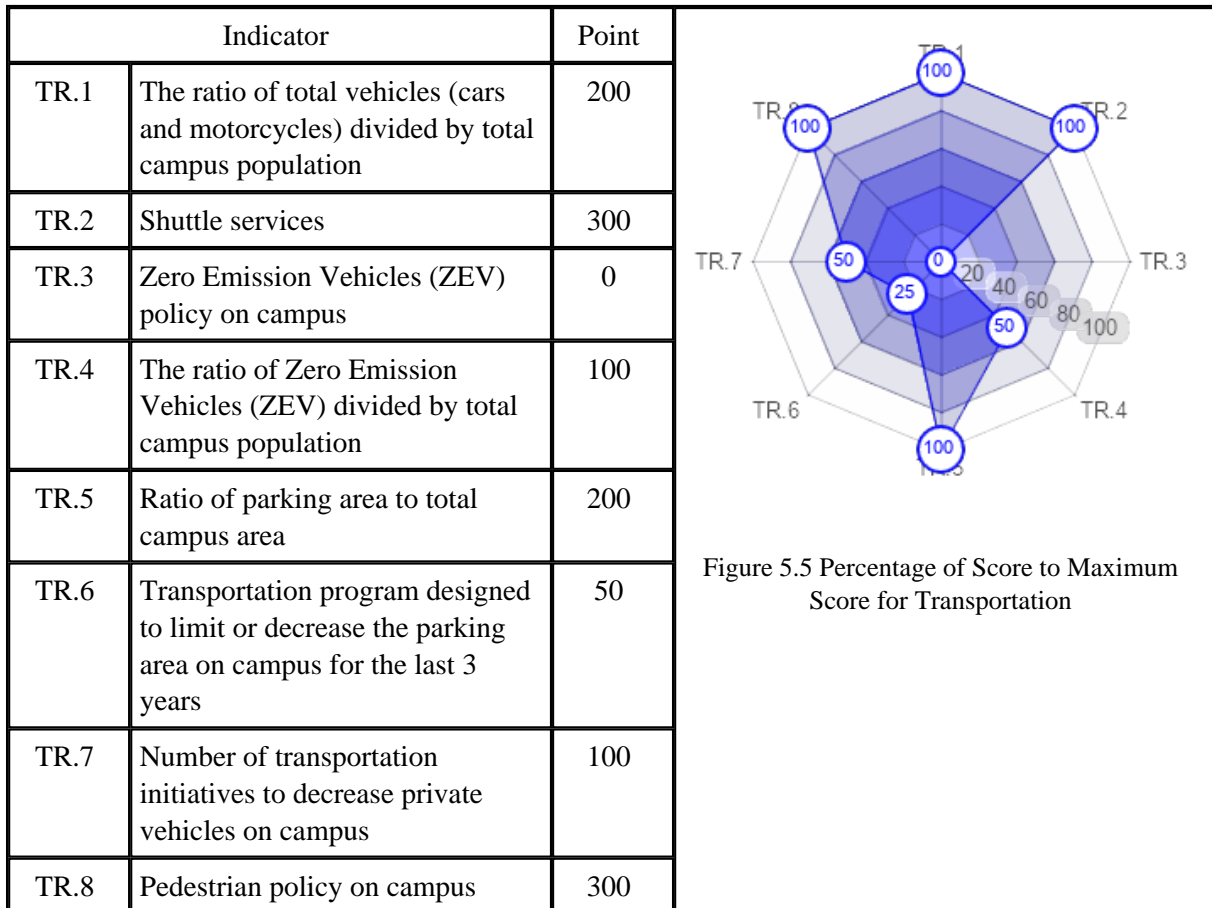 Indicator Point
TR.1 The ratio of total vehicles (cars
and motorcycles) divided by total
campus population 200
TR.2 Shuttle services 300
TR.3 Zero Emission Vehicles (ZEV)
policy on campus 0
TR.4 The ratio of Zero Emission
Vehicles (ZEV) divided by total
campus population 100
TR.5 Ratio of parking area to total
campus area 200
TR.6 Transportation program designed
to limit or decrease the parking
area on campus for the last 3
years 50
TR.7 Number of transportation
initiatives to decrease private
vehicles on campus 100
TR.8 Pedestrian policy on campus 300
TR.1
100
100 TR.2
100
TR.7 50 0 TR.3
20
40
60
80
100
25
50
TR.6 TR.4
100
Figure 5.5 Percentage of Score to Maximum
Score for Transportation